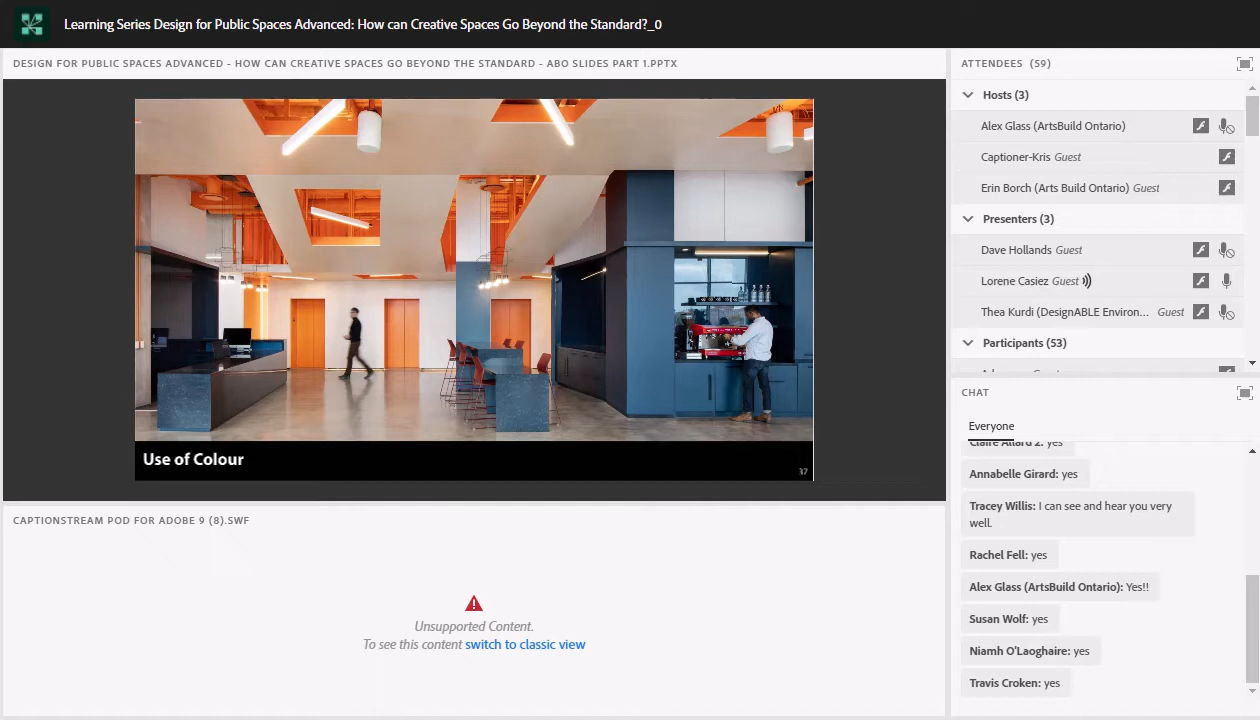 Learning Series Design for Public Spaces Advanced: How can Creative Spaces Go Beyond the Standard?_0
DESIGN FOR PUBLIC SPACES ADVANCED - HOW CAN CREATIVE SPACES GO BEYOND THE STANDARD - ABO SLIDES PART 1.PPTX
Use of Colour
37
CAPTIONSTREAM POD FOR ADOBE 9 (8).SWF
Unsupported Content.
To see this content switch to classic view
ATTENDEES (59)
Hosts (3)
Alex Glass (ArtsBuild Ontario)
Captioner-Kris Guest
Erin Borch (Arts Build Ontario) Guest
Presenters (3)
Dave Hollands Guest
Lorene Casiez Guest
Thea Kurdi (DesignABLE Environ... Guest
Participants (53)
CHAT
Everyone
Claire Allard 2: yes
Annabelle Girard: yes
Tracey Willis: I can see and hear you very
well.
Rachel Fell: yes
Alex Glass (ArtsBuild Ontario): Yes!!
Susan Wolf: yes
Niamh O'Laoghaire: yes
Travis Croken: yes